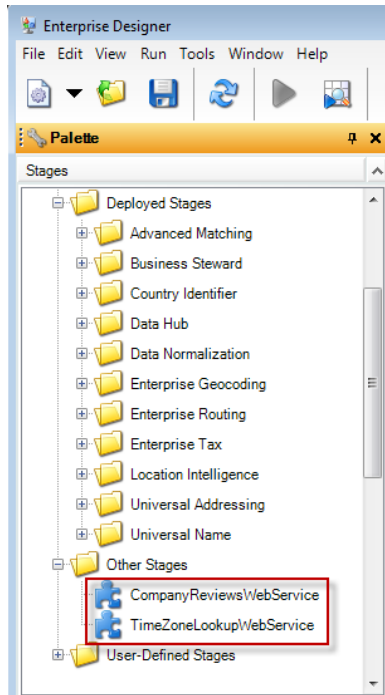 Enterprise Designer
File Edit View Run Tools Window Help
Palette
Stages
Deployed Stages
Advanced Matching
Business Steward
Country Identifier
Data Hub
Data Normalization
Enterprise Geocoding
Enterprise Routing
Enterprise Tax
Location Intelligence
Universal Addressing
Universal Name
Other Stages
CompanyReviewsWebService
TimeZoneLookupWebService
User-Defined Stages